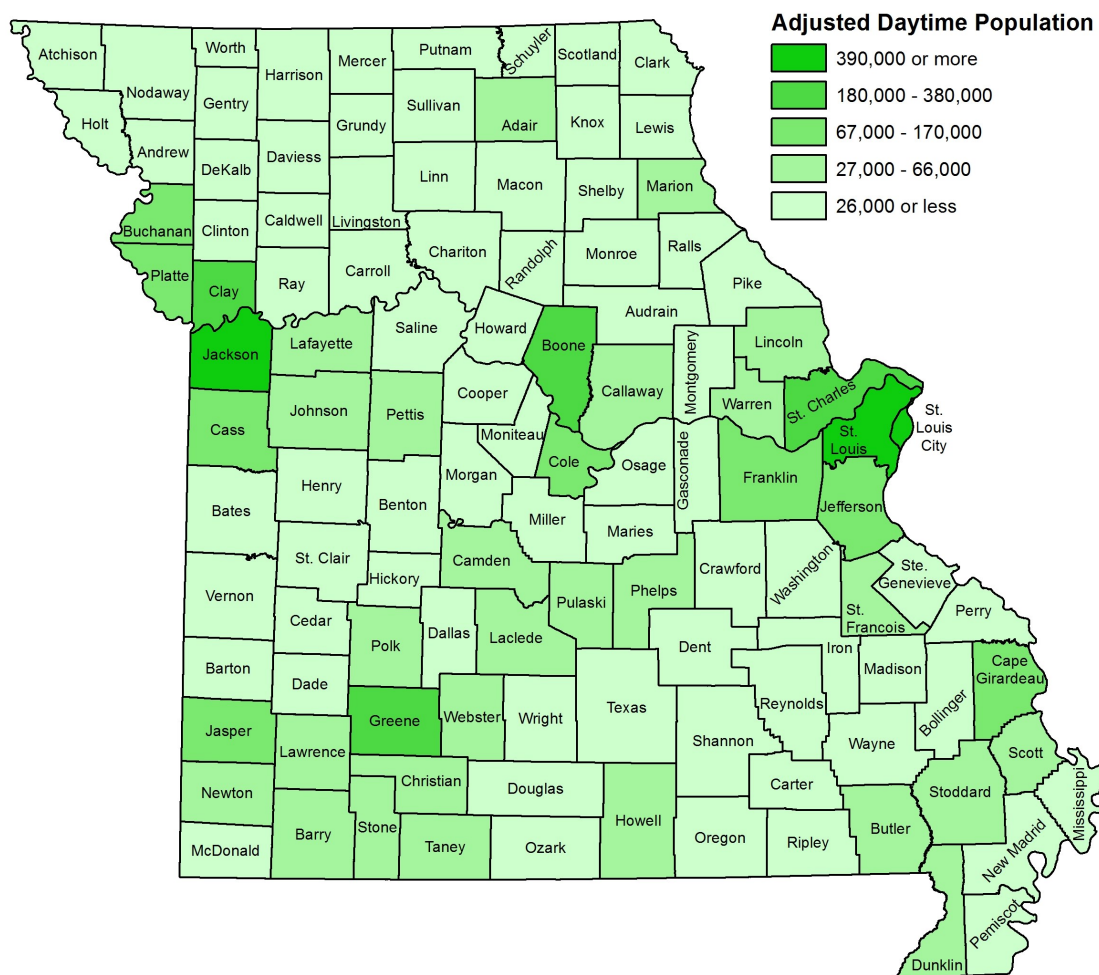 Adjusted Daytime Population
390,000 or more
180,000 - 380,000
67,000 - 170,000
27,000 - 66,000
26,000 or less
Atchison
Nodaway
Worth
Harrison
Mercer
Putnam
Schuyler
Scotland
Clark
Holt
Gentry
Sullivan
Adair
Knox
Lewis
Andrew
Grundy
DeKalb
Daviess
Linn
Macon
Shelby
Marion
Buchanan
Clinton
Caldwell
Livingston
Chariton
Randolph
Monroe
Ralls
Platte
Clay
Ray
Carroll
Pike
Audrain
Jackson
Lafayette
Saline
Howard
Boone
Callaway
Montgomery
Lincoln
Cass
Johnson
Pettis
Cooper
Moniteau
Warren
St. Charles
St.
Louis
St.
Louis
City
Cole
Osage
Gasconade
Franklin
Jefferson
Bates
Henry
Benton
Morgan
Miller
Maries
St. Clair
Hickory
Camden
Pulaski
Phelps
Crawford
Washington
Ste.
Genevieve
St.
Francois
Perry
Vernon
Cedar
Polk
Dallas
Laclede
Dent
Iron
Madison
Bollinger
Cape
Girardeau
Barton
Dade
Greene
Webster
Wright
Texas
Reynolds
Shannon
Wayne
Scott
Mississippi
Jasper
Lawrence
Christian
Douglas
Carter
Stoddard
Newton
Barry
Stone
Taney
Ozark
Howell
Oregon
Ripley
Butler
New Madrid
McDonald
Pemiscot
Dunklin